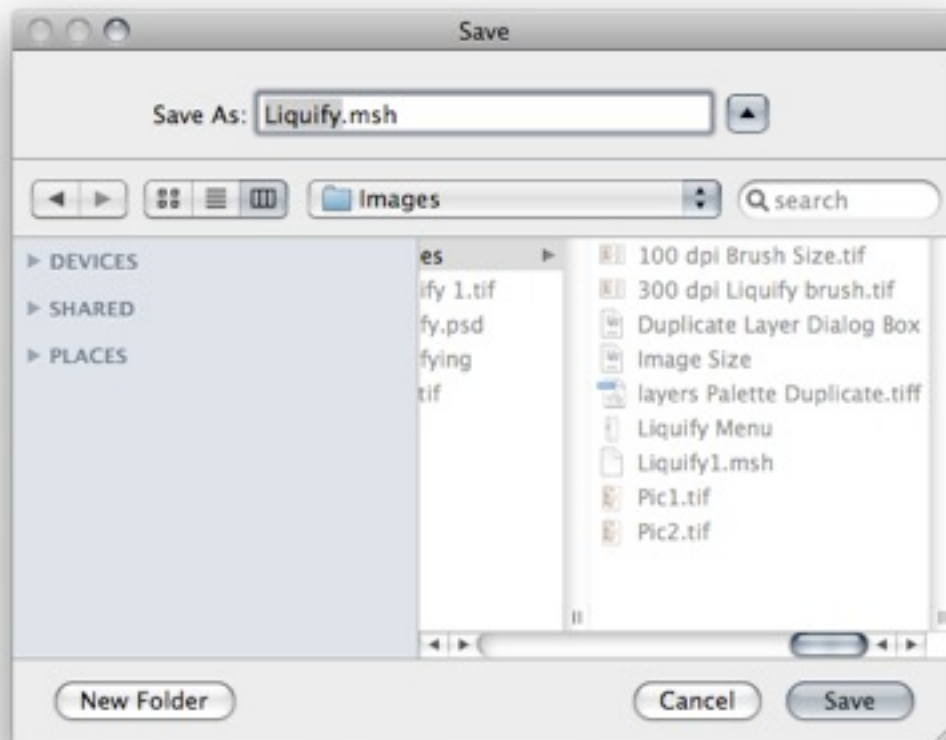 Save
Save As: Liquify.msh
Images
search
DEVICES
SHARED
PLACES
es
ify 1.tif
fy.psd
fying
tif
100 dpi Brush Size.tif
300 dpi Liquify brush.tif
Duplicate Layer Dialog Box
Image Size
layers Palette Duplicate.tiff
Liquify Menu
Liquify1.msh
Pic1.tif
Pic2.tif
New Folder
Cancel
Save